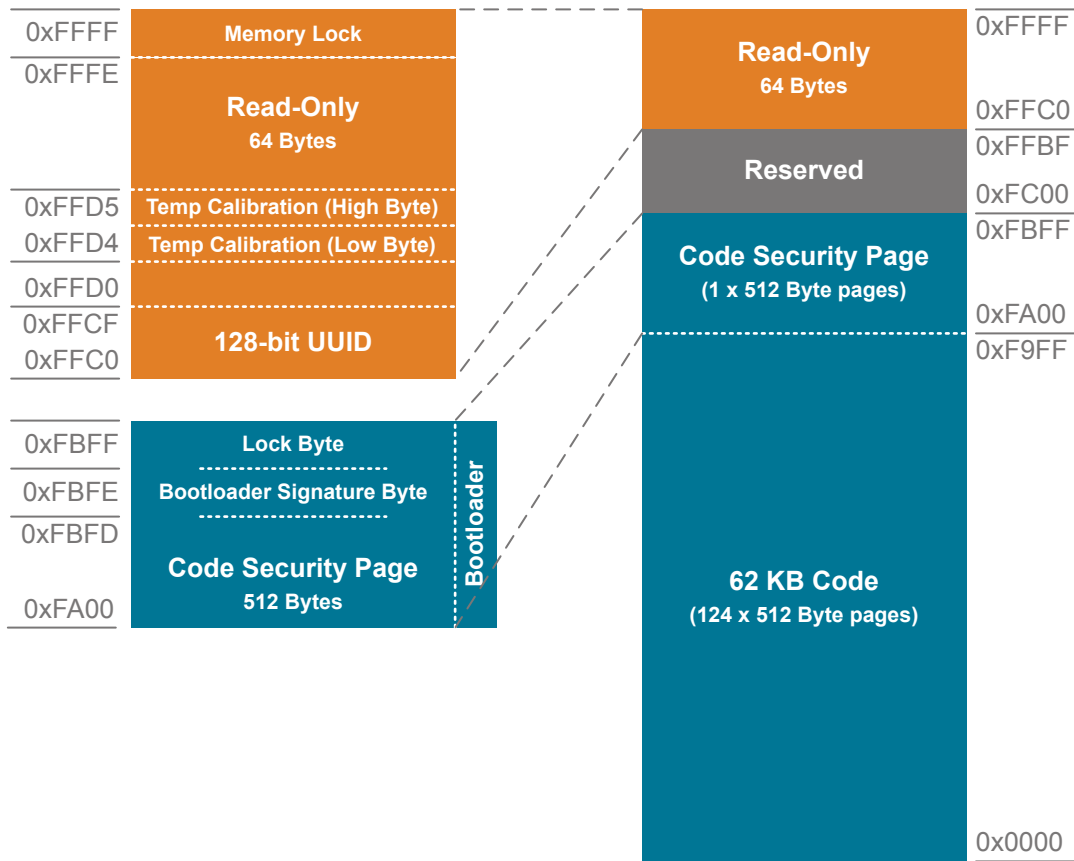 0xFFFF
Memory Lock
0xFFFE
Read-Only
64 Bytes
0xFFD5
Temp Calibration (High Byte)
0xFFD4
Temp Calibration (Low Byte)
0xFFD0
0xFFCF
128-bit UUID
0xFFC0
0xFBFF
Lock Byte
0xFBFE
Bootloader Signature Byte
0xFBFD
Code Security Page
512 Bytes
0xFA00
Bootloader
0xFFFF
Read-Only
64 Bytes
0xFFC0
0xFFBF
Reserved
0xFC00
0xFBFF
Code Security Page
(1 x 512 Byte pages)
0xFA00
0xF9FF
62 KB Code
(124 x 512 Byte pages)
0x0000